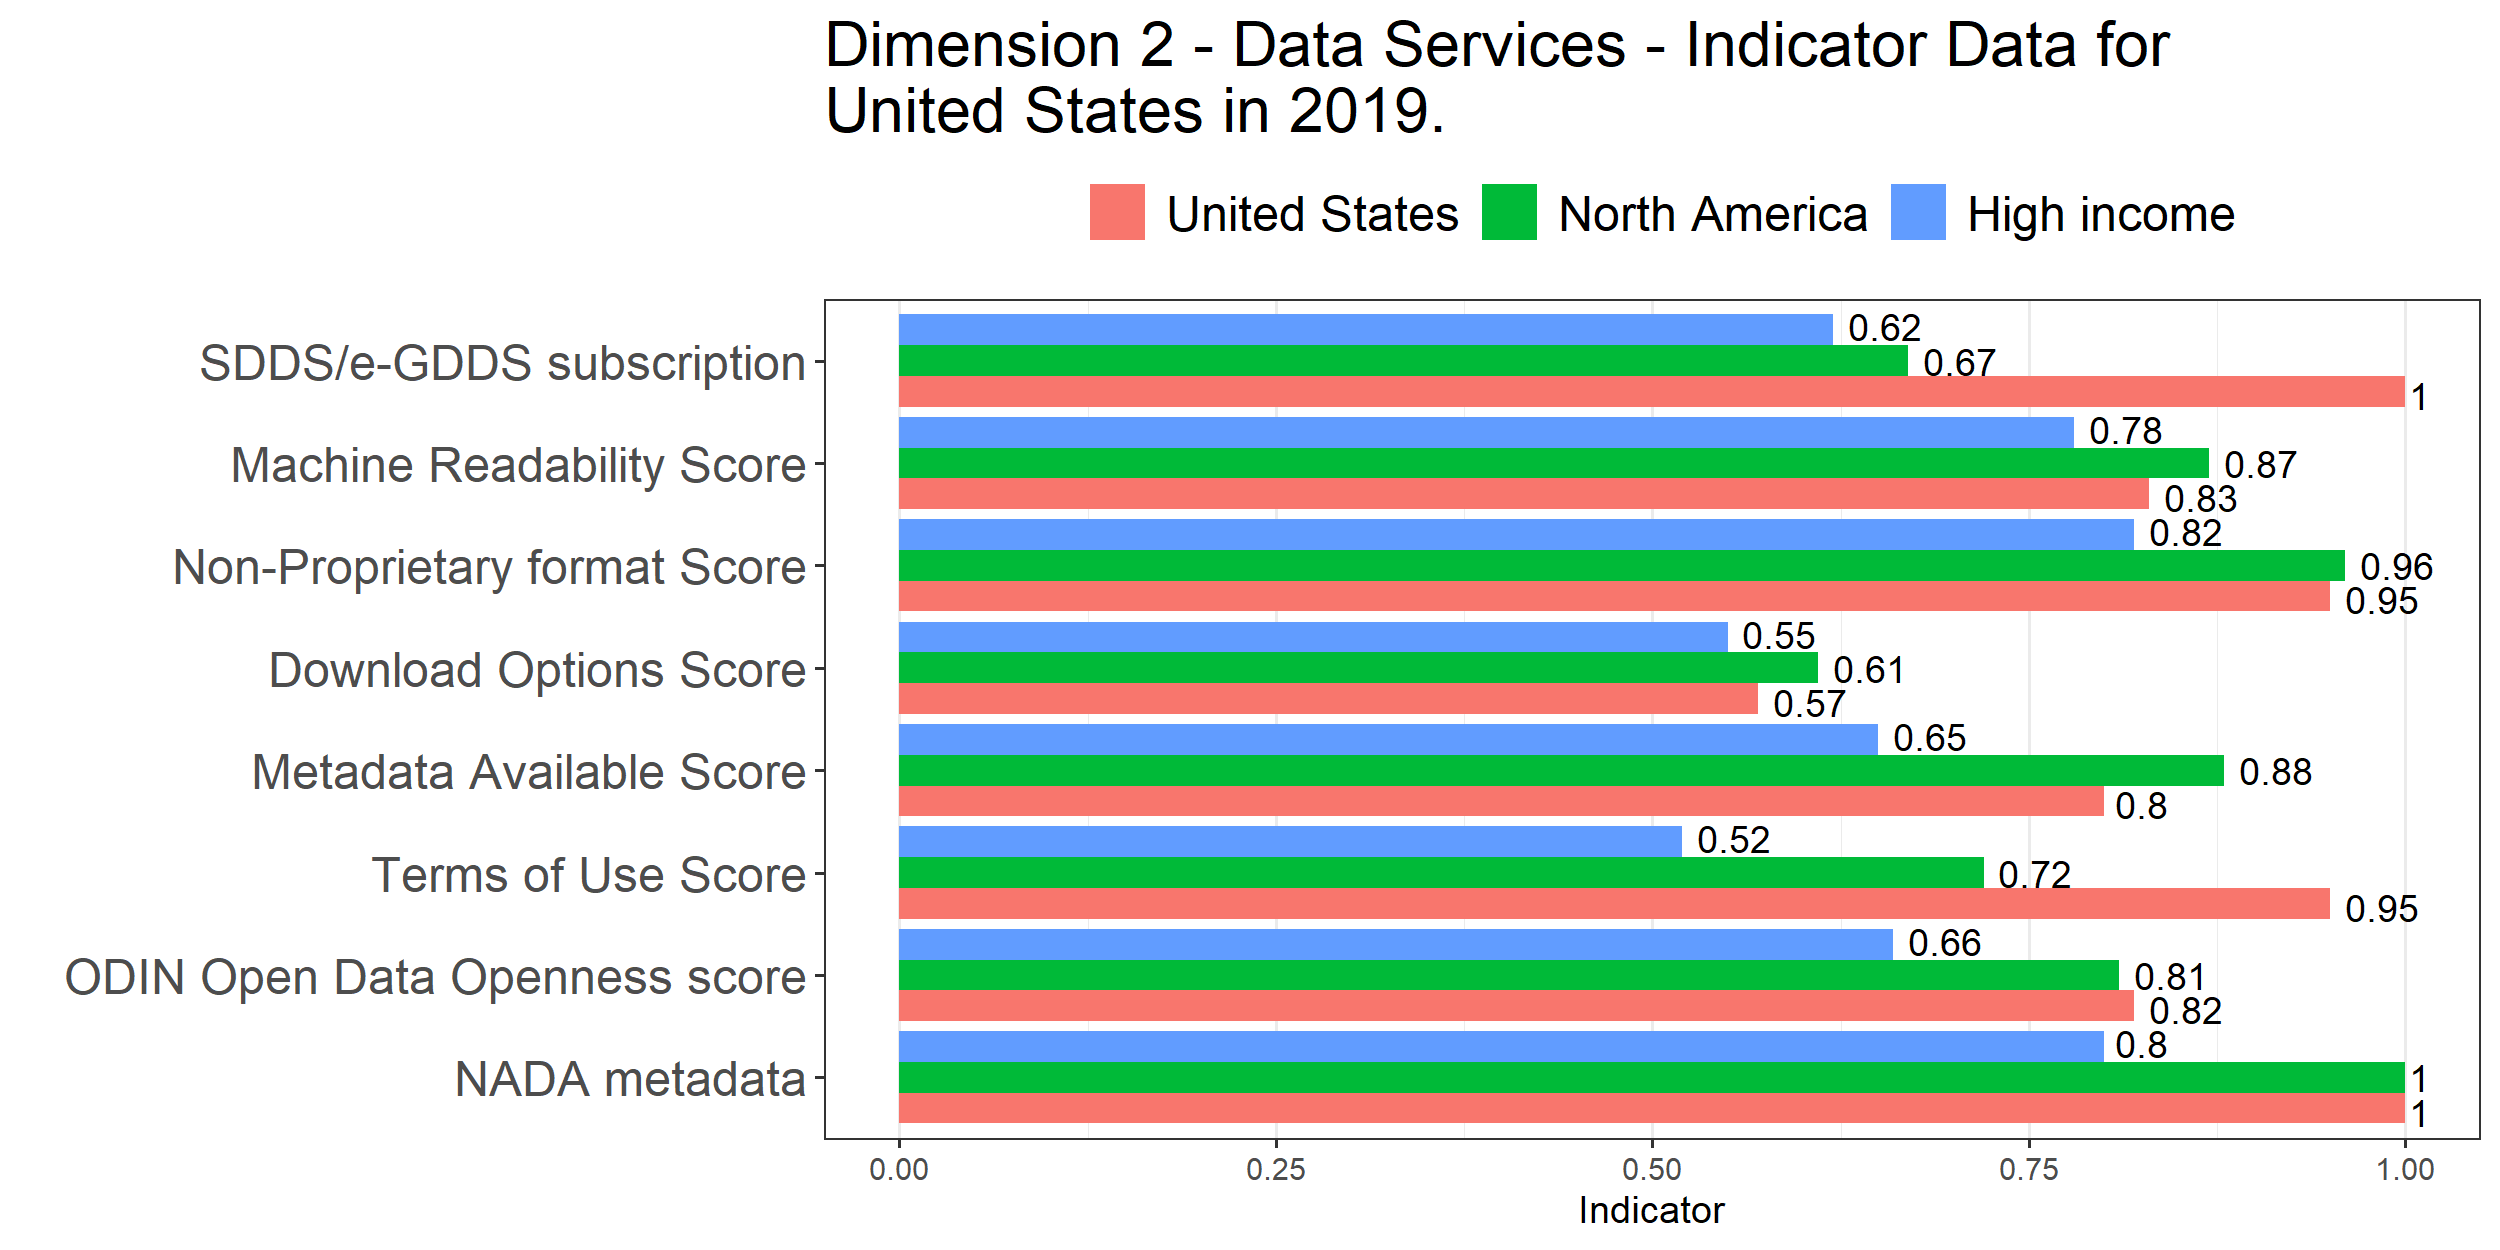 Dimension 2 - Data Services - Indicator Data for
United States in 2019.
United States North America High income
SDDS/e-GDDS subscription
0.62
0.67
1
Machine Readability Score
0.78
0.87
0.83
Non-Proprietary format Score
0.82
0.96
0.95
Download Options Score
0.55
0.61
0.57
Metadata Available Score
0.65
0.88
0.8
Terms of Use Score
0.52
0.72
0.95
ODIN Open Data Openness score
0.66
0.81
0.82
NADA metadata
0.8
1
1
0.00 0.25 0.50 0.75 1.00
Indicator